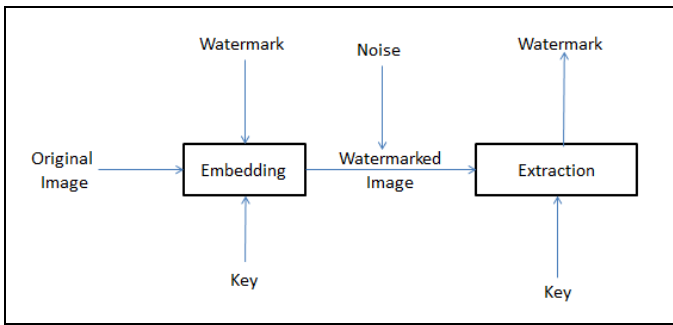 Watermark
Noise
Watermark
Original
Image
Embedding
Watermarked
Image
Extraction
Key
Key